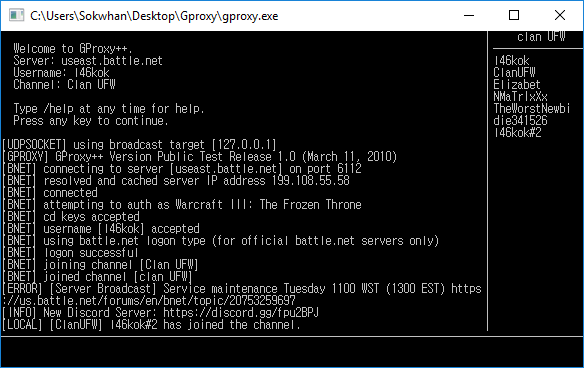 C:\Users\Sokwhan\Desktop\Gproxy\gproxy.exe
Welcome to GProxy++.
Server: useast.battle.net
Username: l46kok
Channel: Clan UFW
Type /help at any time for help.
Press any key to continue.
[UDPSOCKET] using broadcast target [127.0.0.1]
[GPROXY] GProxy++ Version Public Test Release 1.0 (March 11, 2010)
[BNET] connecting to server [useast.battle.net] on port 6112
[BNET] resolved and cached server IP address 199.108.55.58
[BNET] connected
[BNET] attempting to auth as Warcraft III: The Frozen Throne
[BNET] cd keys accepted
[BNET] username [l46kok] accepted
[BNET] using battle.net logon type (for official battle.net servers only)
[BNET] logon successful
[BNET] joining channel [Clan UFW]
[BNET] joined channel [clan UFW]
[ERROR] [Server Broadcast] Service maintenance Tuesday 1100 WST (1300 EST) https
://us.battle.net/forums/en/bnet/topic/20753259697
[INFO] New Discord Server: https://discord.gg/fpu2BPJ
[LOCAL] [ClanUFW] l46kok#2 has joined the channel.
clan UFW
l46kok
ClanUFW
Elizabet
NMaTrIxXx
TheWorstNewbi
die341526
l46kok#2